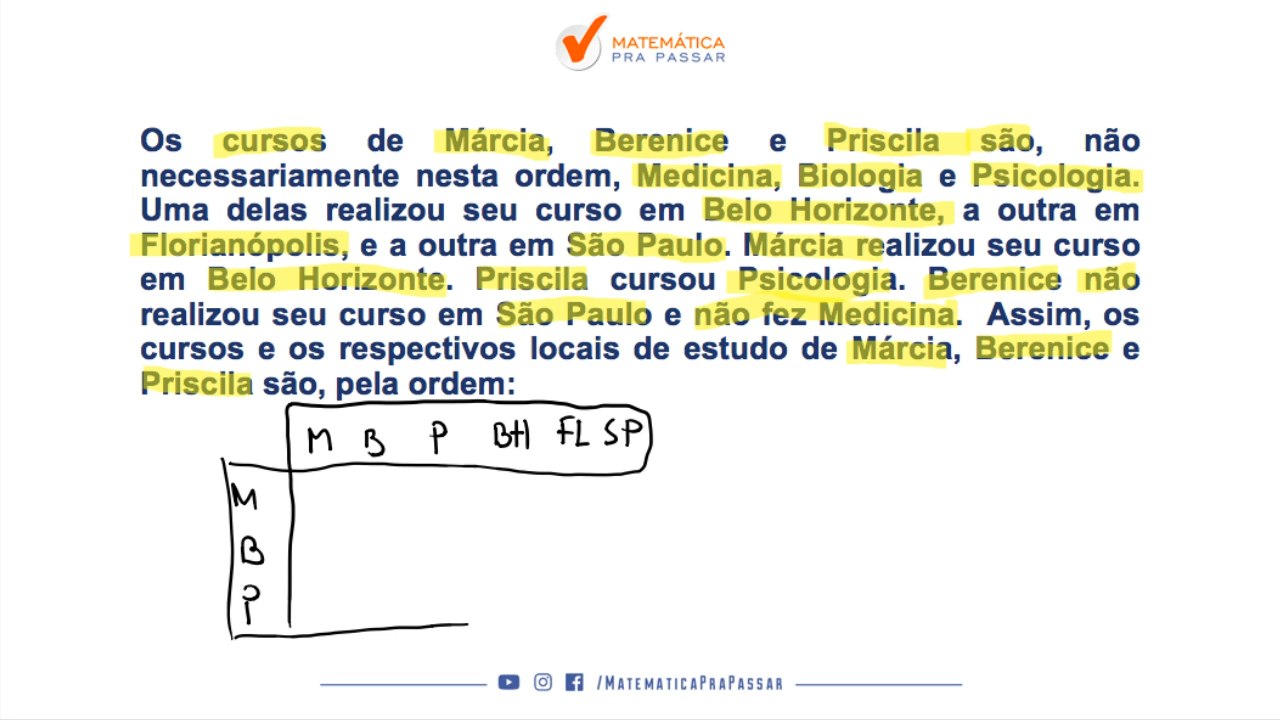 MATEMÁTICA
PRA PASSAR
Os cursos de Márcia, Berenice e Priscila são, não
necessariamente nesta ordem, Medicina, Biologia e Psicologia.
Uma delas realizou seu curso em Belo Horizonte, a outra em
Florianópolis, e a outra em São Paulo. Márcia realizou seu curso
em Belo Horizonte. Priscila cursou Psicologia. Berenice não
realizou seu curso em São Paulo e não fez Medicina. Assim, os
cursos e os respectivos locais de estudo de Márcia, Berenice e
Priscila são, pela ordem:
M B P BH FL SP
M
B
P
/MATEMATICAPRAPASSAR